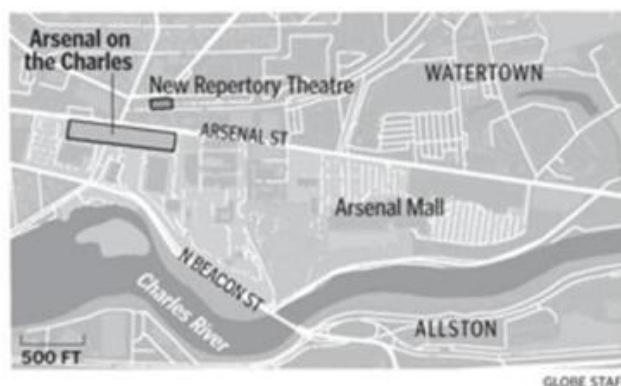 Arsenal on
the Charles
New Repertory Theatre
WATERTOWN
ARSENAL ST
Arsenal Mall
N BEACON ST
Charles River
ALLSTON
500 FT
GLOBE STAF